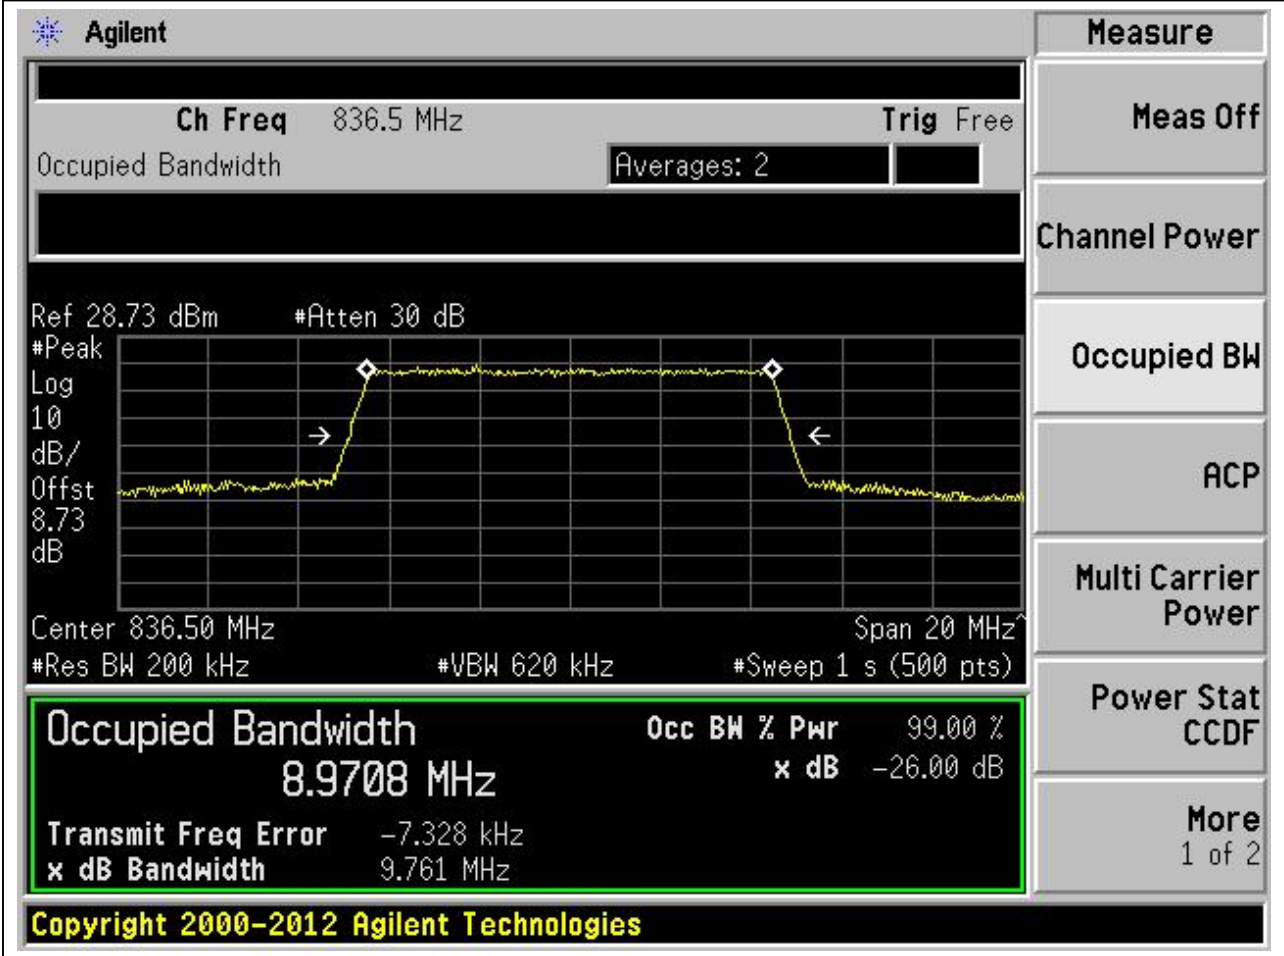 Agilent
Measure
Ch Freq 836.5 MHz Trig Free
Occupied Bandwidth Averages: 2
Meas Off
Channel Power
Occupied BW
ACP
Multi Carrier
Power
Power Stat
CCDF
More
1 of 2
Ref 28.73 dBm #Atten 30 dB
#Peak
Log
10
dB/
Offst
8.73
dB
Center 836.50 MHz Span 20 MHz^
#Res BW 200 kHz #VBW 620 kHz #Sweep 1 s (500 pts)
Occupied Bandwidth Occ BW % Pwr 99.00 %
8.9708 MHz x dB -26.00 dB
Transmit Freq Error -7.328 kHz
x dB Bandwidth 9.761 MHz
Copyright 2000-2012 Agilent Technologies